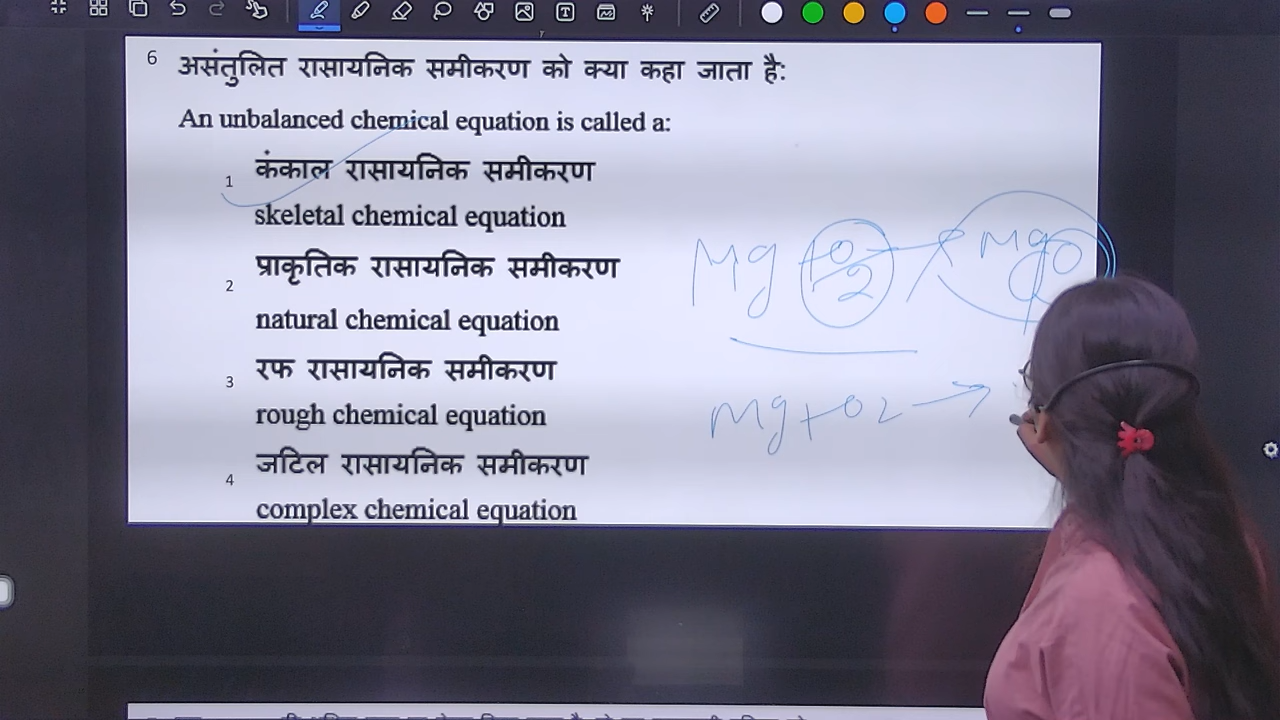 6 असंतुलित रासायनिक समीकरण को क्या कहा जाता है:
An unbalanced chemical equation is called a:
1 कंकाल रासायनिक समीकरण
skeletal chemical equation
2 प्राकृतिक रासायनिक समीकरण
natural chemical equation
3 रफ रासायनिक समीकरण
rough chemical equation
4 जटिल रासायनिक समीकरण
complex chemical equation
Mg + O2 → MgO
Mg + O2 →